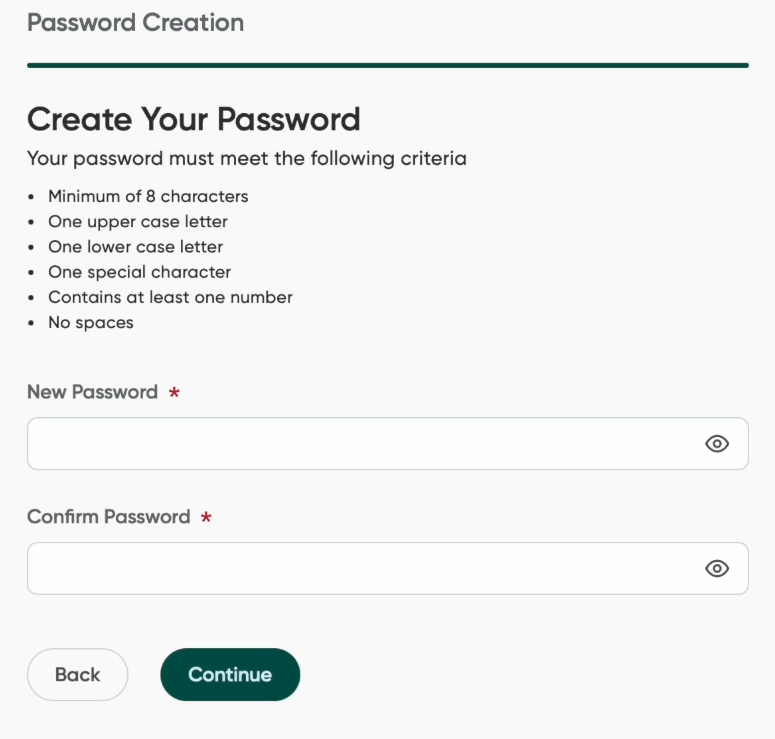 Password Creation
Create Your Password
Your password must meet the following criteria
• Minimum of 8 characters
• One upper case letter
• One lower case letter
• One special character
• Contains at least one number
• No spaces
New Password *
Confirm Password *
Back
Continue